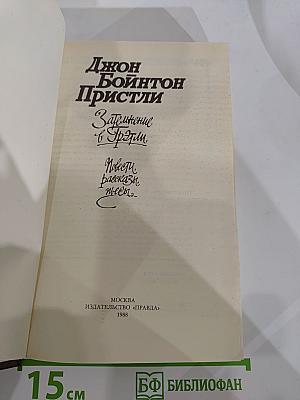 Джон
Бойнтон
Пристли
Затемнение
в Грэтли
Повести
рассказы
пьесы
МОСКВА
ИЗДАТЕЛЬСТВО «ПРАВДА»
1988
15 см
БФ БИБЛИОФАН